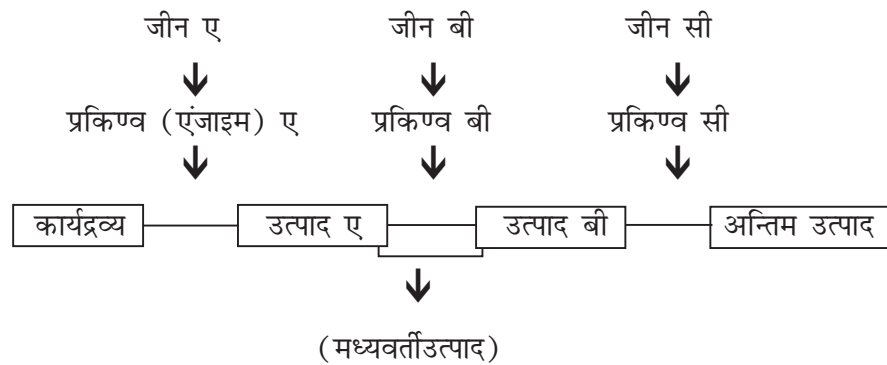 जीन ए जीन बी जीन सी
प्रकिण्व (एंजाइम) ए प्रकिण्व बी प्रकिण्व सी
कार्यद्रव्य उत्पाद ए उत्पाद बी अन्तिम उत्पाद
(मध्यवर्तीउत्पाद)